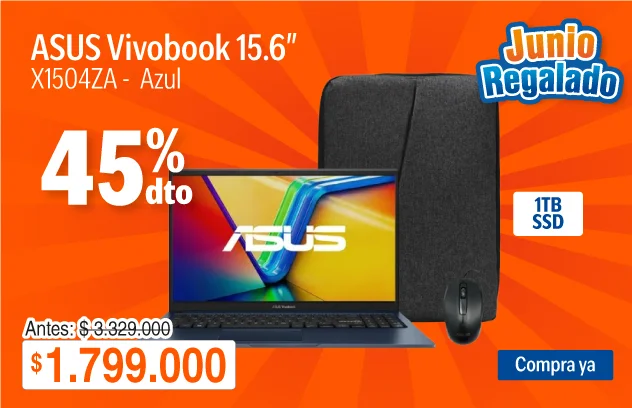 ASUS Vivobook 15.6"
X1504ZA - Azul
Junio
Regalado
45%
dto
ASUS
1TB
SSD
Antes: $ 3.329.000
$1.799.000
Compra ya